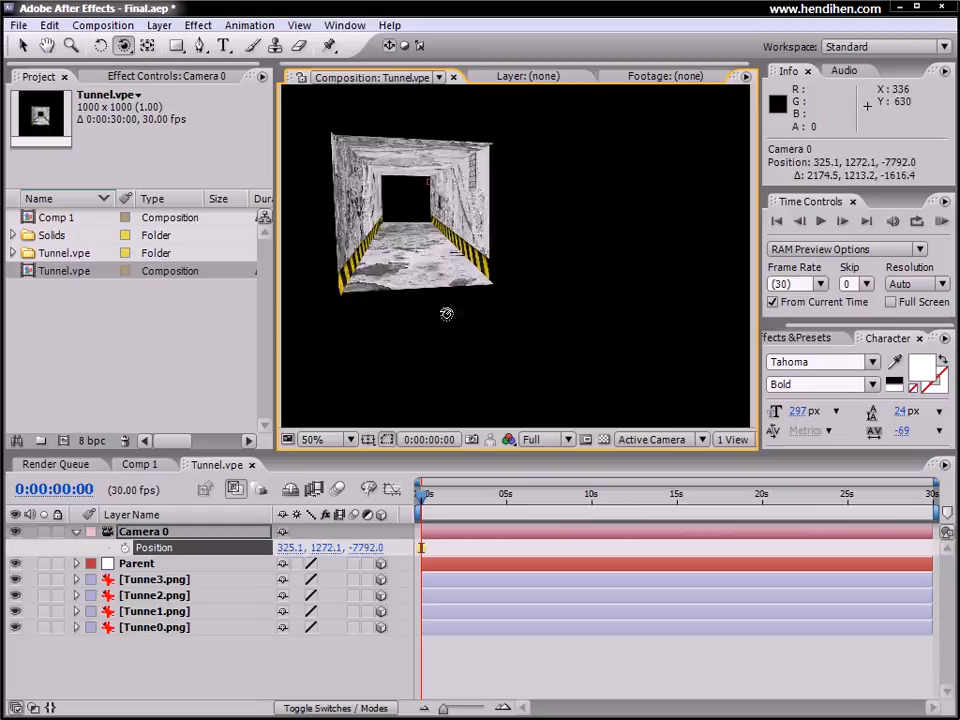 Adobe After Effects - Final.aep *
www.hendihen.com
File Edit Composition Layer Effect Animation View Window Help
Workspace: Standard
Project
Effect Controls: Camera 0
Composition: Tunnel.vpe
Layer: (none)
Footage: (none)
Info
Audio
Tunnel.vpe
1000 x 1000 (1.00)
Δ 0:00:30:00, 30.00 fps
R :
G :
B :
A : 0
X : 336
Y : 630
Camera 0
Position: 325.1, 1272.1, -7792.0
Δ: 2174.5, 1213.2, -1616.4
Name Type Size Dur
Comp 1 Composition
Solids Folder
Tunnel.vpe Folder
Tunnel.vpe Composition
Time Controls
RAM Preview Options
Frame Rate Skip Resolution
(30) 0 Auto
From Current Time Full Screen
ffects&Presets
Character
Tahoma
Bold
297 px 24 px
Metrics -69
8 bpc
50% 0:00:00:00 Full Active Camera 1 View
Render Queue
Comp 1
Tunnel.vpe
0:00:00:00 (30.00 fps)
0s 05s 10s 15s 20s 25s 30s
Layer Name
Camera 0
Position 325.1, 1272.1, -7792.0
Parent
[Tunne3.png]
[Tunne2.png]
[Tunne1.png]
[Tunne0.png]
Toggle Switches / Modes